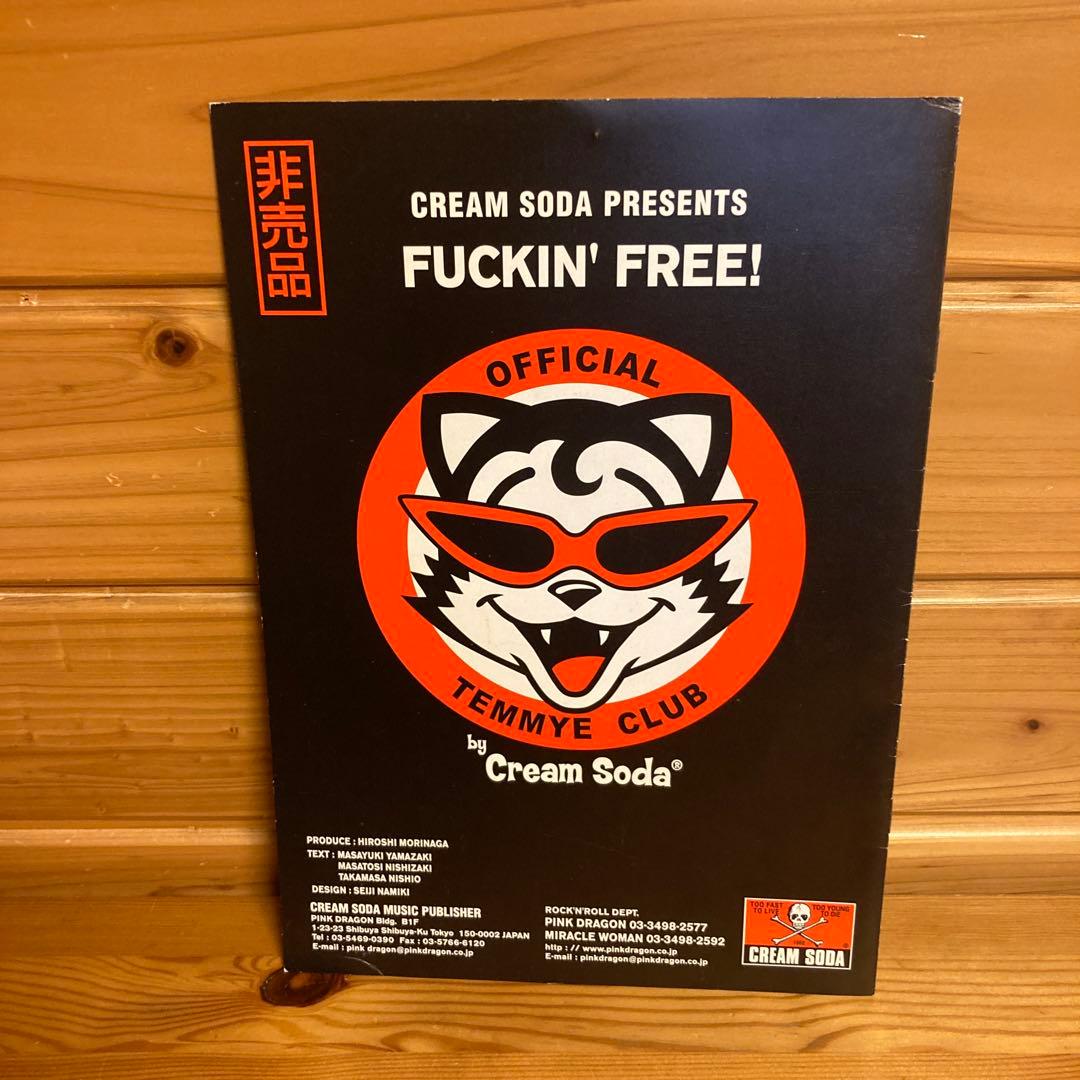 非売品
CREAM SODA PRESENTS
FUCKIN' FREE!
OFFICIAL
TEMMYE CLUB
by
Cream Soda®
PRODUCE : HIROSHI MORINAGA
TEXT : MASAYUKI YAMAZAKI
MASATOSI NISHIZAKI
TAKAMASA NISHIO
DESIGN : SEIJI NAMIKI
CREAM SODA MUSIC PUBLISHER
PINK DRAGON Bldg. B1F
1-23-23 Shibuya Shibuya-Ku Tokyo 150-0002 JAPAN
Tel : 03-5469-0390 Fax : 03-5766-6120
E-mail : pink dragon@pinkdragon.co.jp
ROCK'N'ROLL DEPT.
PINK DRAGON 03-3498-2577
MIRACLE WOMAN 03-3498-2592
http : // www.pinkdragon.co.jp
E-mail : pinkdragon@pinkdragon.co.jp
TOO FAST TOO YOUNG
TO LIVE TO DIE
CREAM SODA